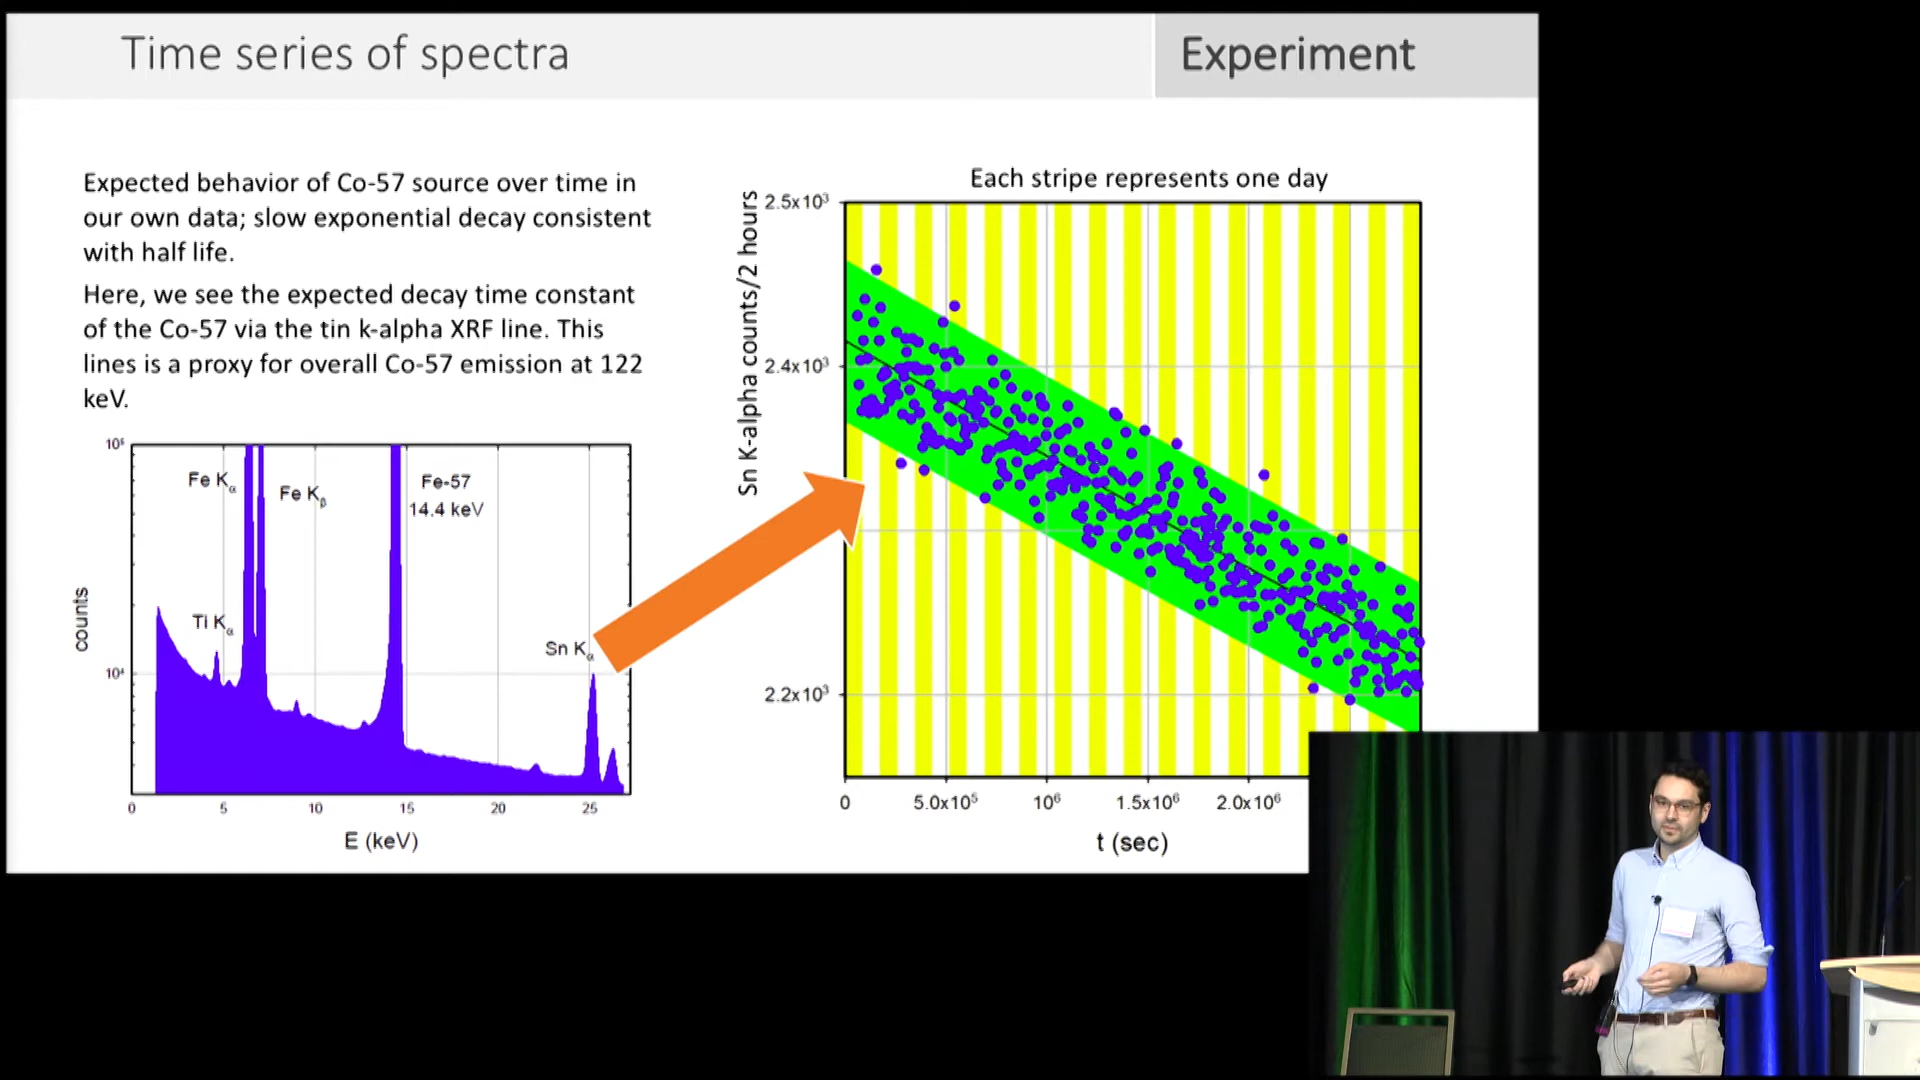 Time series of spectra
Experiment
Expected behavior of Co-57 source over time in
our own data; slow exponential decay consistent
with half life.
Here, we see the expected decay time constant
of the Co-57 via the tin k-alpha XRF line. This
lines is a proxy for overall Co-57 emission at 122
keV.
10⁵
10⁴
counts
Fe Kα
Fe Kβ
Fe-57
14.4 keV
Ti Kα
Sn Kα
0 5 10 15 20 25
E (keV)
Each stripe represents one day
Sn K-alpha counts/2 hours
2.5x10³
2.4x10³
2.2x10³
0 5.0x10⁵ 10⁶ 1.5x10⁶ 2.0x10⁶
t (sec)